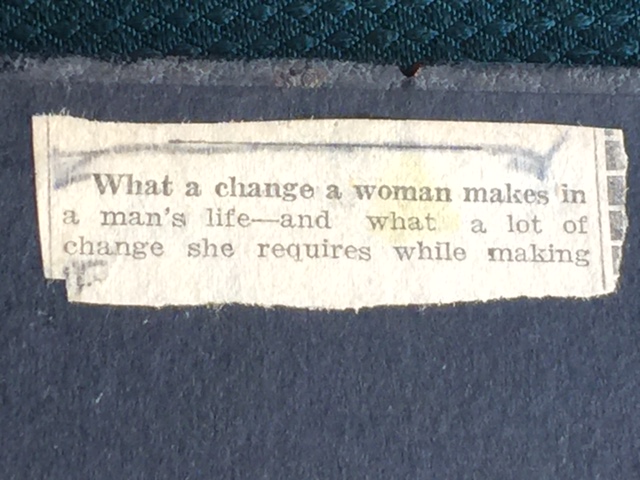 What a change a woman makes in
a man's life—and what a lot of
change she requires while making